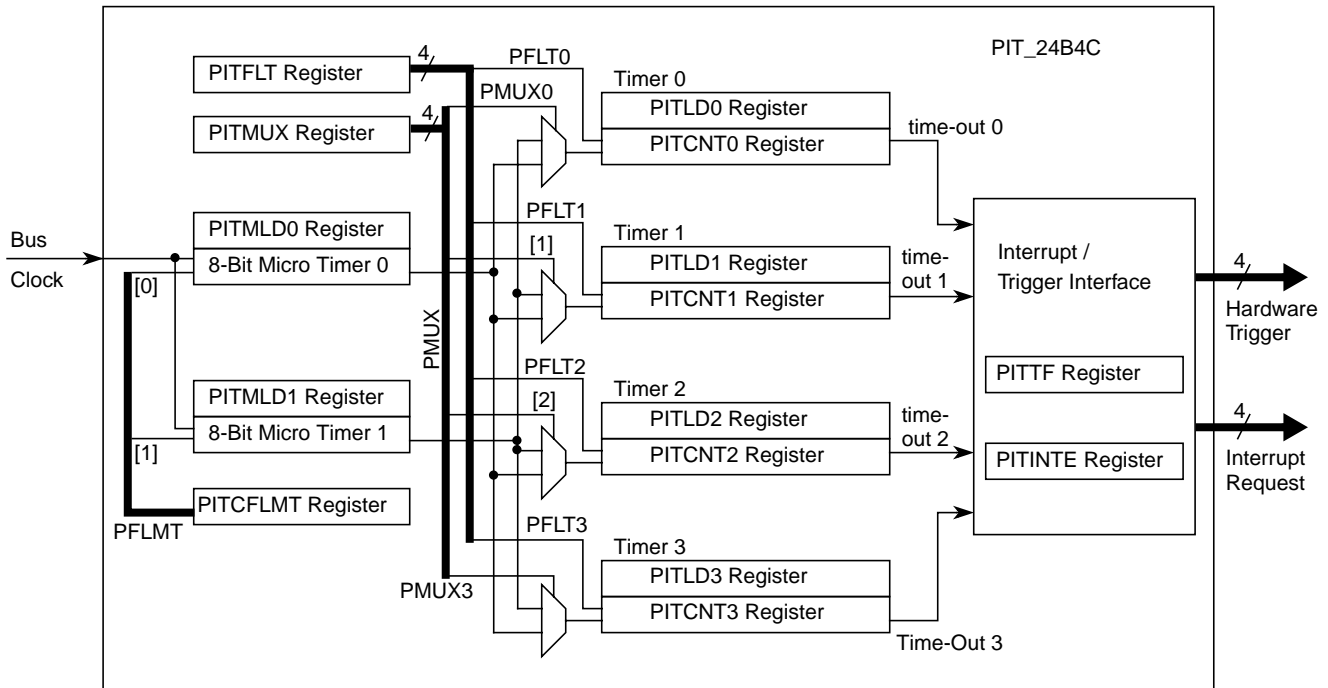 PIT_24B4C
4
PFLT0
PITFLT Register
Timer 0
PMUX0
PITLD0 Register
4
PITMUX Register
time-out 0
PITCNT0 Register
PFLT1
PITMLD0 Register
Bus
Clock
8-Bit Micro Timer 0
[0]
[1]
Timer 1
PITLD1 Register
time-
out 1
PITCNT1 Register
Interrupt /
Trigger Interface
4
Hardware
Trigger
PMUX
PFLT2
PITMLD1 Register
8-Bit Micro Timer 1
[1]
[2]
Timer 2
PITLD2 Register
time-
out 2
PITCNT2 Register
PITTF Register
4
PITINTE Register
Interrupt
Request
PITCFLMT Register
PFLMT
PFLT3
Timer 3
PITLD3 Register
PMUX3
PITCNT3 Register
Time-Out 3